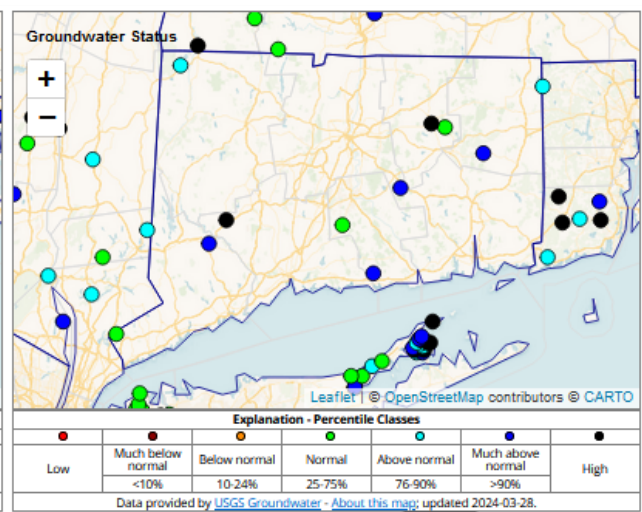 Groundwater Status
+
−
Leaflet | © OpenStreetMap contributors © CARTO
Explanation - Percentile Classes
Low
Much below normal
Below normal
Normal
Above normal
Much above normal
High
<10%
10-24%
25-75%
76-90%
>90%
Data provided by USGS Groundwater - About this map; updated 2024-03-28.